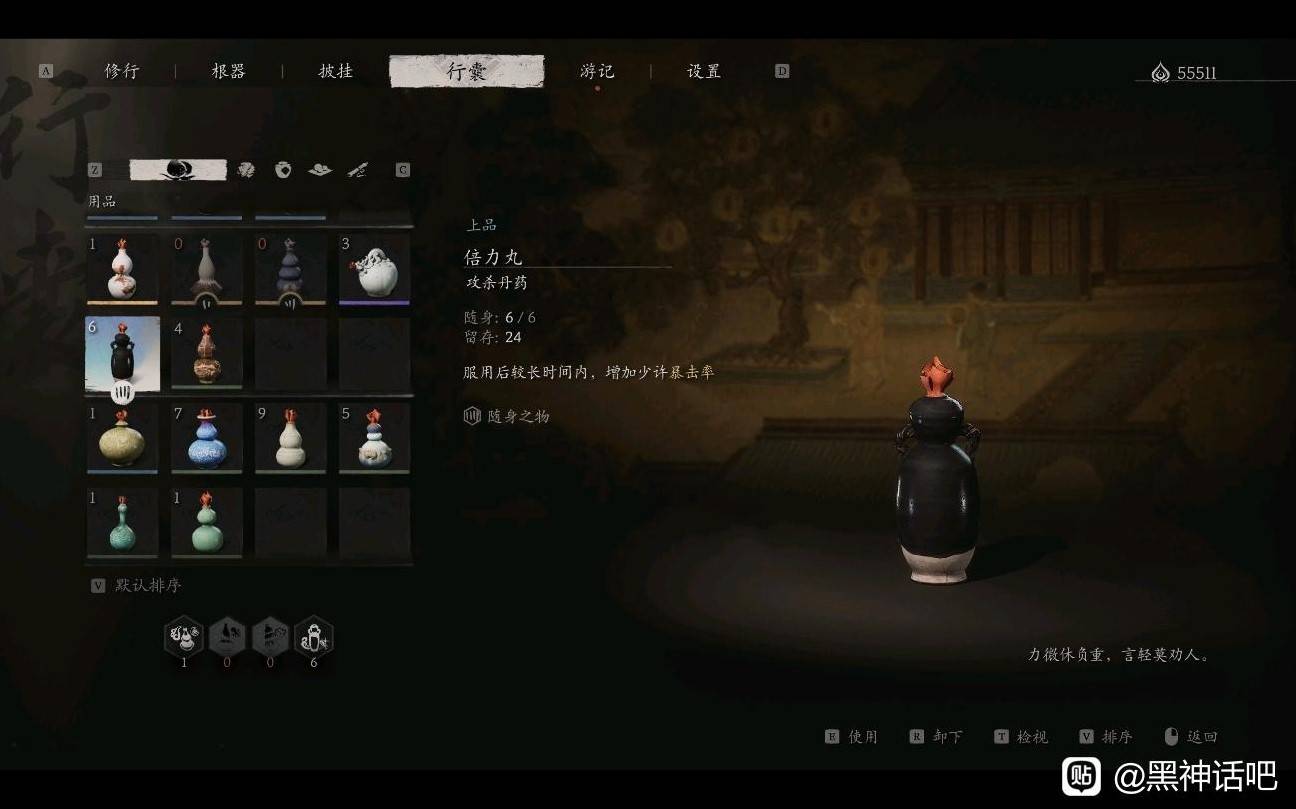 A 修行 根器 披挂 行囊 游记 设置 D
55511
Z C
用品
1 0 0 3
6 4
1 7 9 5
1 1
V 默认排序
1 0 0 6
上品
倍力丸
攻杀丹药
随身: 6 / 6
留存: 24
服用后较长时间内，增加少许暴击率
随身之物
力微休负重，言轻莫劝人。
E 使用 R 卸下 T 检视 V 排序 返回
贴 @黑神话吧